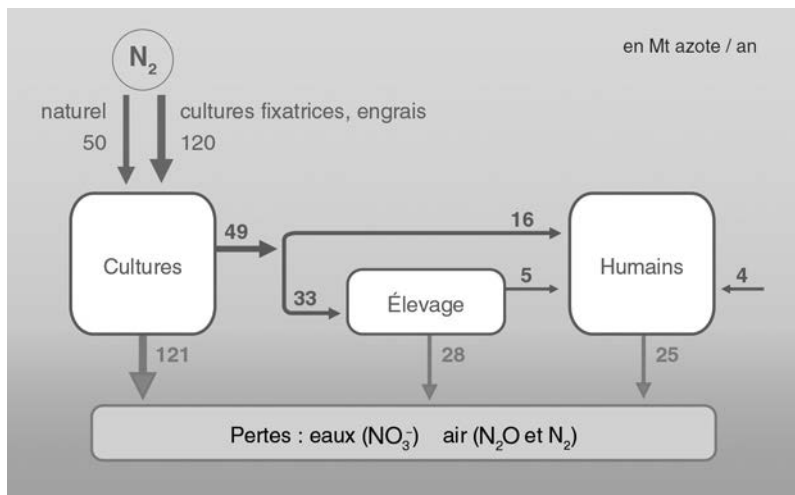 en Mt azote / an
N₂
naturel
50
cultures fixatrices, engrais
120
Cultures
49
16
33
Élevage
5
Humains
4
121
28
25
Pertes : eaux (NO₃⁻) air (N₂O et N₂)